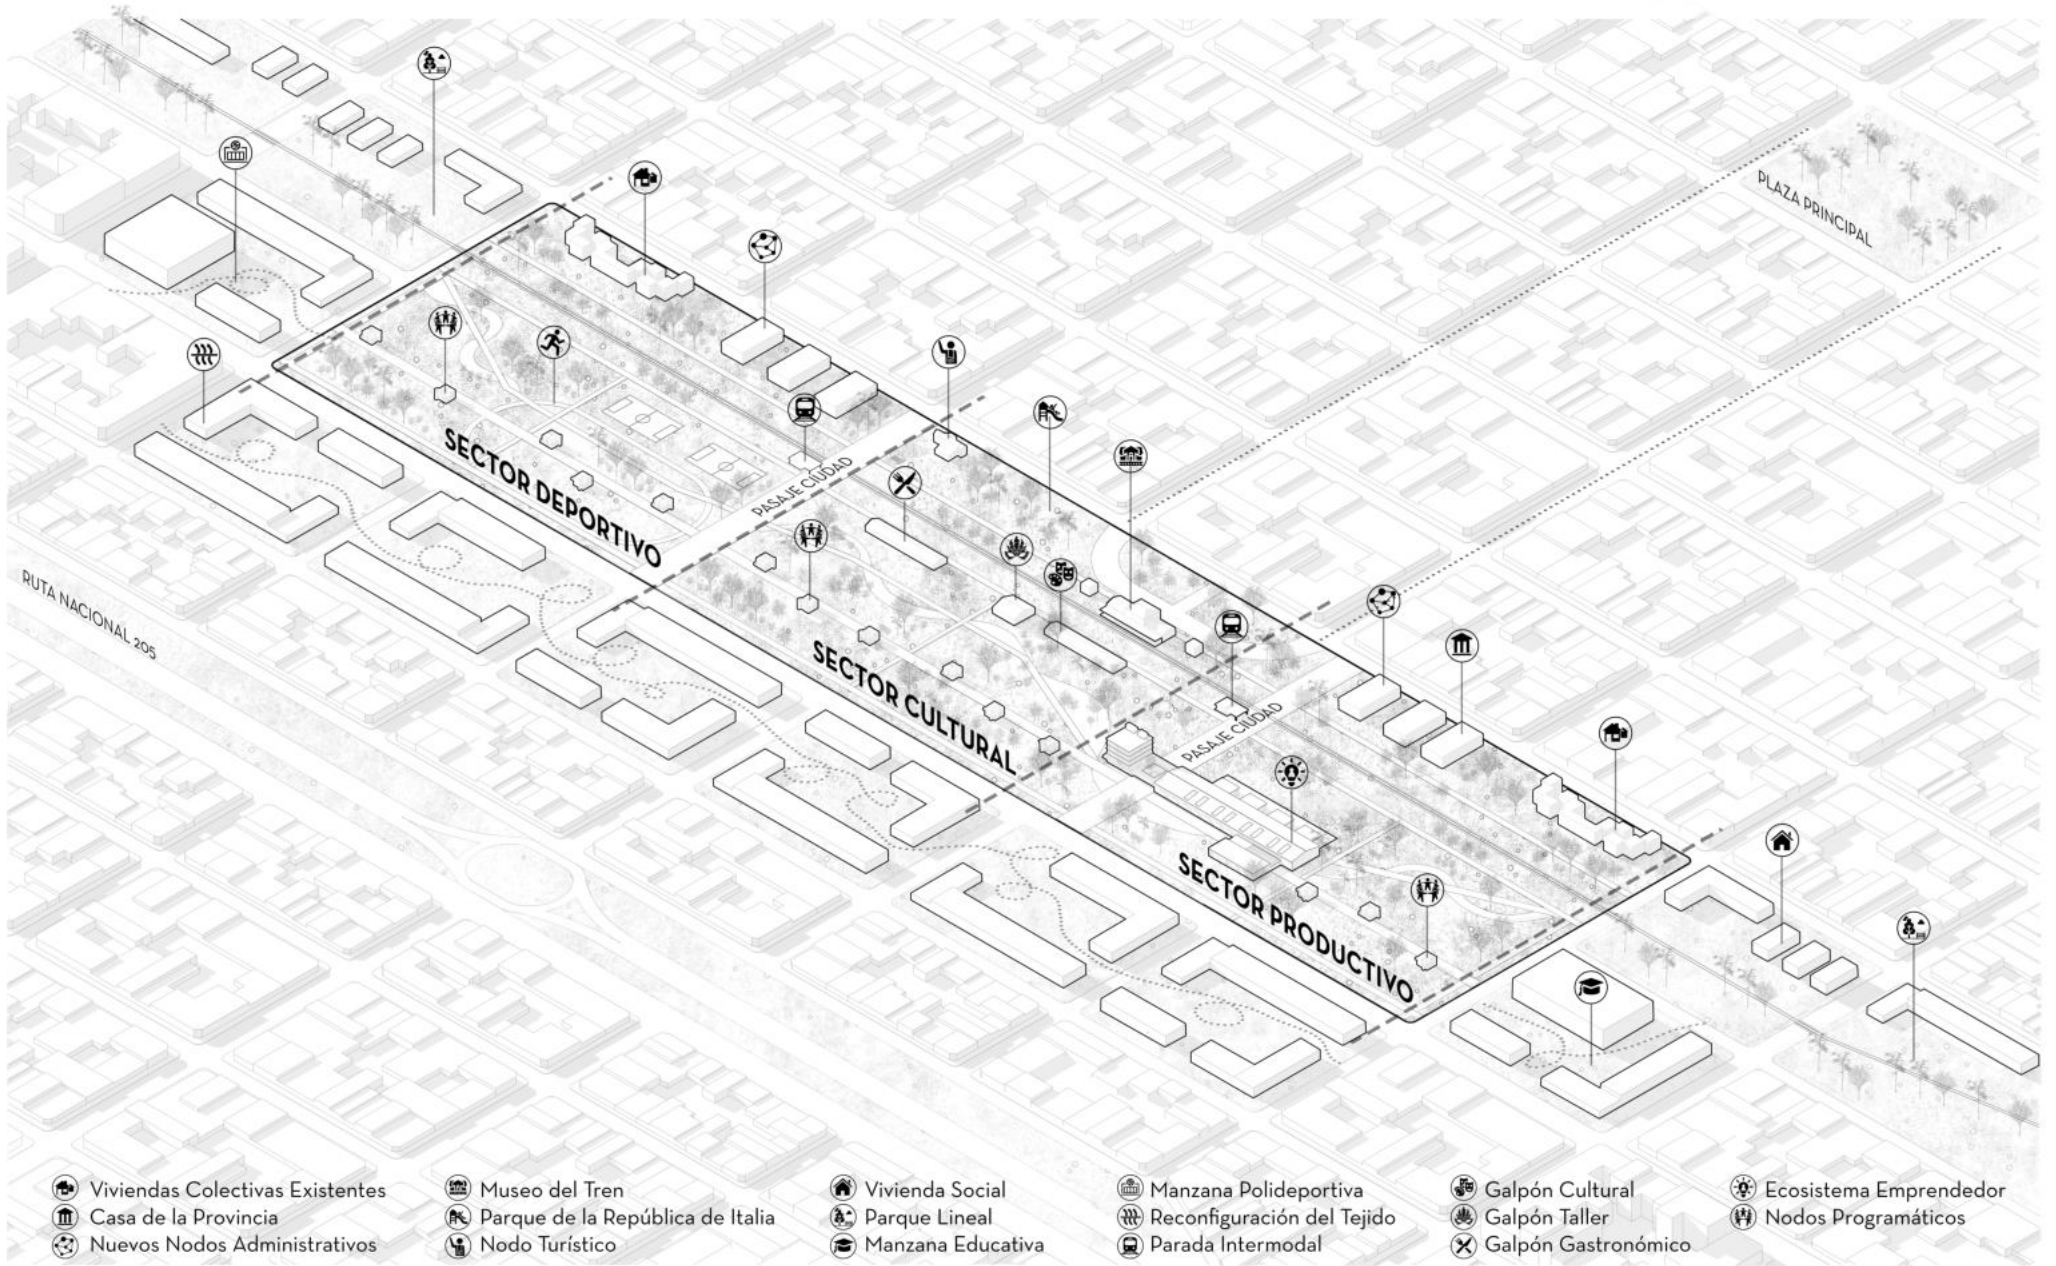 PLAZA PRINCIPAL
SECTOR DEPORTIVO
PASAJE CIUDAD
RUTA NACIONAL 205
SECTOR CULTURAL
PASAJE CIUDAD
SECTOR PRODUCTIVO
Viviendas Colectivas Existentes
Casa de la Provincia
Nuevos Nodos Administrativos
Museo del Tren
Parque de la República de Italia
Nodo Turístico
Vivienda Social
Parque Lineal
Manzana Educativa
Manzana Polideportiva
Reconfiguración del Tejido
Parada Intermodal
Galpón Cultural
Galpón Taller
Galpón Gastronómico
Ecosistema Emprendedor
Nodos Programáticos